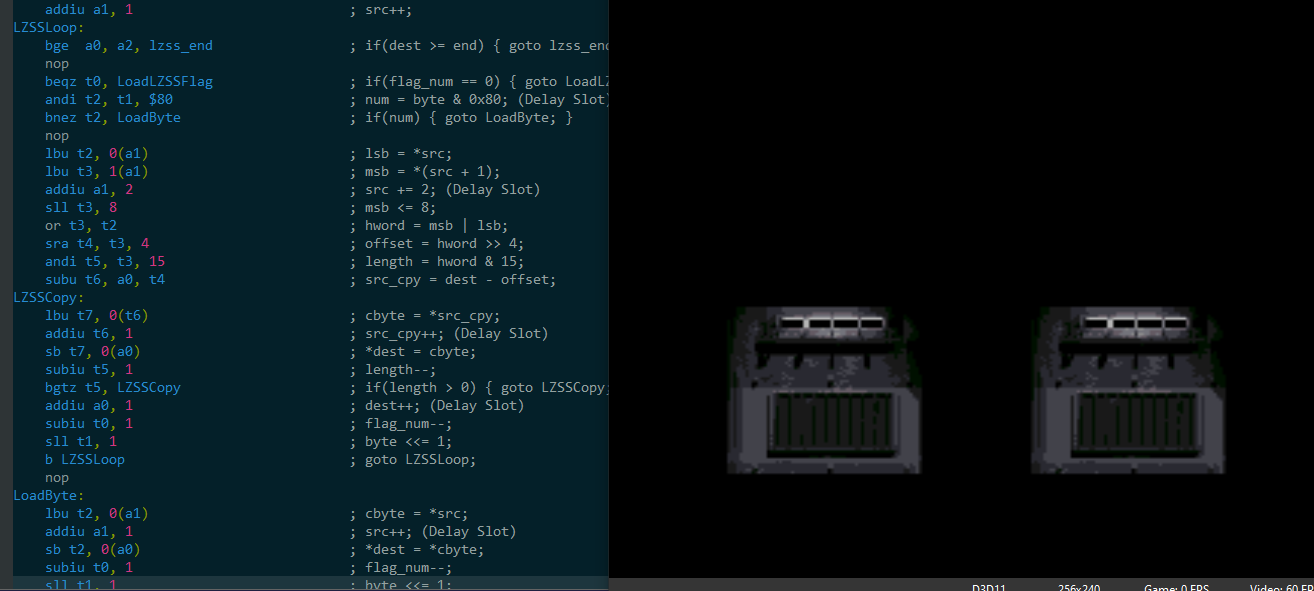 addiu a1, 1 ; src++;
LZSSLoop:
bge  a0, a2, lzss_end ; if(dest >= end) { goto lzss_en
nop
beqz t0, LoadLZSSFlag ; if(flag_num == 0) { goto LoadLZ
andi t2, t1, $80 ; num = byte & 0x80; (Delay Slot)
bnez t2, LoadByte ; if(num) { goto LoadByte; }
nop
lbu t2, 0(a1) ; lsb = *src;
lbu t3, 1(a1) ; msb = *(src + 1);
addiu a1, 2 ; src += 2; (Delay Slot)
sll t3, 8 ; msb <= 8;
or t3, t2 ; hword = msb | lsb;
sra t4, t3, 4 ; offset = hword >> 4;
andi t5, t3, 15 ; length = hword & 15;
subu t6, a0, t4 ; src_cpy = dest - offset;
LZSSCopy:
lbu t7, 0(t6) ; cbyte = *src_cpy;
addiu t6, 1 ; src_cpy++; (Delay Slot)
sb t7, 0(a0) ; *dest = cbyte;
subiu t5, 1 ; length--;
bgtz t5, LZSSCopy ; if(length > 0) { goto LZSSCopy;
addiu a0, 1 ; dest++; (Delay Slot)
subiu t0, 1 ; flag_num--;
sll t1, 1 ; byte <<= 1;
b LZSSLoop ; goto LZSSLoop;
nop
LoadByte:
lbu t2, 0(a1) ; cbyte = *src;
addiu a1, 1 ; src++; (Delay Slot)
sb t2, 0(a0) ; *dest = *cbyte;
subiu t0, 1 ; flag_num--;
sll t1, 1 ; byte <<= 1;
D3D11 256x240 Game: 0 FPS Video: 60 FP